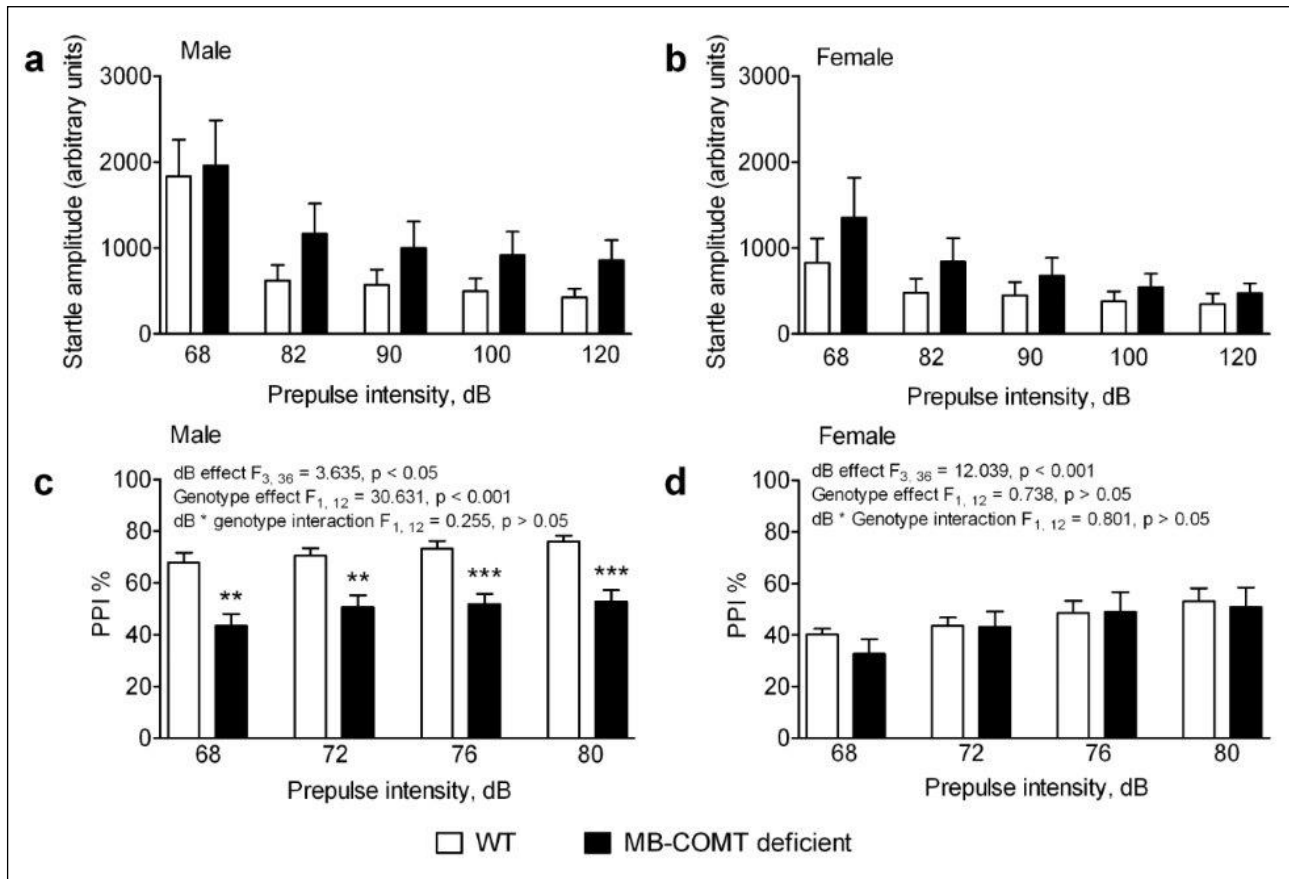 a
Male
Startle amplitude (arbitrary units)
3000
2000
1000
0
68 82 90 100 120
Prepulse intensity, dB
b
Female
Startle amplitude (arbitrary units)
3000
2000
1000
0
68 82 90 100 120
Prepulse intensity, dB
c
Male
dB effect F3, 36 = 3.635, p < 0.05
Genotype effect F1, 12 = 30.631, p < 0.001
dB * genotype interaction F1, 12 = 0.255, p > 0.05
PPI %
100
80
60
40
20
0
** ** *** ***
68 72 76 80
Prepulse intensity, dB
d
Female
dB effect F3, 36 = 12.039, p < 0.001
Genotype effect F1, 12 = 0.738, p > 0.05
dB * Genotype interaction F1, 12 = 0.801, p > 0.05
PPI %
100
80
60
40
20
0
68 72 76 80
Prepulse intensity, dB
WT MB-COMT deficient